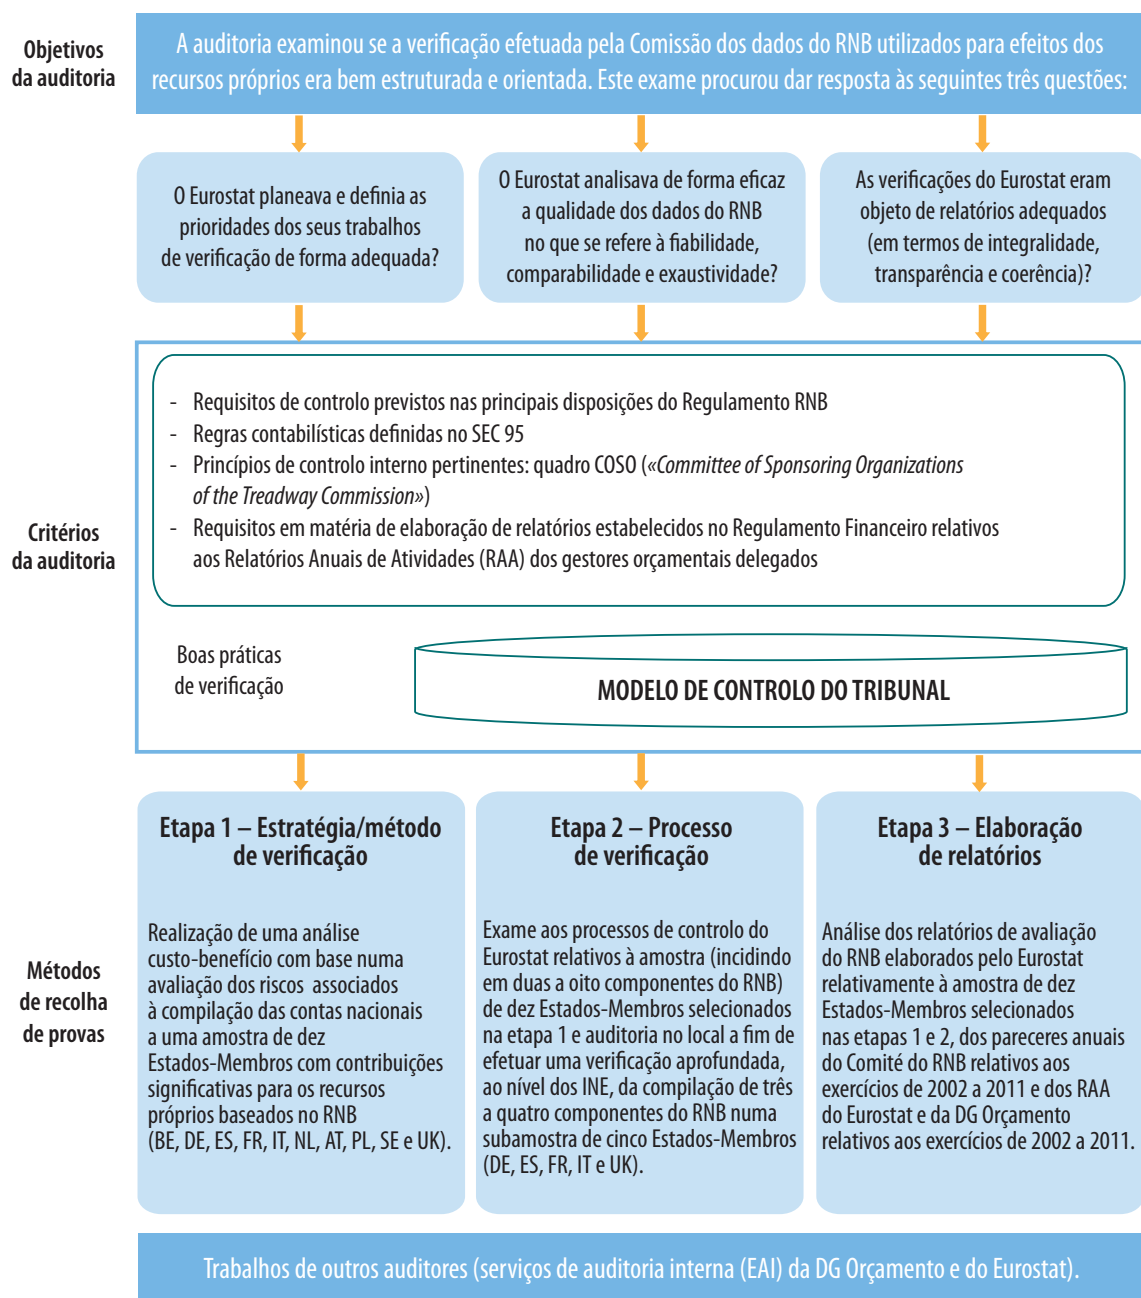 Objetivos
da auditoria
A auditoria examinou se a verificação efetuada pela Comissão dos dados do RNB utilizados para efeitos dos
recursos próprios era bem estruturada e orientada. Este exame procurou dar resposta às seguintes três questões:
O Eurostat planeava e definia as
prioridades dos seus trabalhos
de verificação de forma adequada?
O Eurostat analisava de forma eficaz
a qualidade dos dados do RNB
no que se refere à fiabilidade,
comparabilidade e exaustividade?
As verificações do Eurostat eram
objeto de relatórios adequados
(em termos de integralidade,
transparência e coerência)?
Critérios
da auditoria
- Requisitos de controlo previstos nas principais disposições do Regulamento RNB
- Regras contabilísticas definidas no SEC 95
- Princípios de controlo interno pertinentes: quadro COSO («Committee of Sponsoring Organizations
of the Treadway Commission»)
- Requisitos em matéria de elaboração de relatórios estabelecidos no Regulamento Financeiro relativos
aos Relatórios Anuais de Atividades (RAA) dos gestores orçamentais delegados
Boas práticas
de verificação
MODELO DE CONTROLO DO TRIBUNAL
Métodos
de recolha
de provas
Etapa 1 – Estratégia/método
de verificação
Realização de uma análise
custo-benefício com base numa
avaliação dos riscos associados
à compilação das contas nacionais
a uma amostra de dez
Estados-Membros com contribuições
significativas para os recursos
próprios baseados no RNB
(BE, DE, ES, FR, IT, NL, AT, PL, SE e UK).
Etapa 2 – Processo
de verificação
Exame aos processos de controlo do
Eurostat relativos à amostra (incidindo
em duas a oito componentes do RNB)
de dez Estados-Membros selecionados
na etapa 1 e auditoria no local a fim de
efetuar uma verificação aprofundada,
ao nível dos INE, da compilação de três
a quatro componentes do RNB numa
subamostra de cinco Estados-Membros
(DE, ES, FR, IT e UK).
Etapa 3 – Elaboração
de relatórios
Análise dos relatórios de avaliação
do RNB elaborados pelo Eurostat
relativamente à amostra de dez
Estados-Membros selecionados
nas etapas 1 e 2, dos pareceres anuais
do Comité do RNB relativos aos
exercícios de 2002 a 2011 e dos RAA
do Eurostat e da DG Orçamento
relativos aos exercícios de 2002 a 2011.
Trabalhos de outros auditores (serviços de auditoria interna (EAI) da DG Orçamento e do Eurostat).